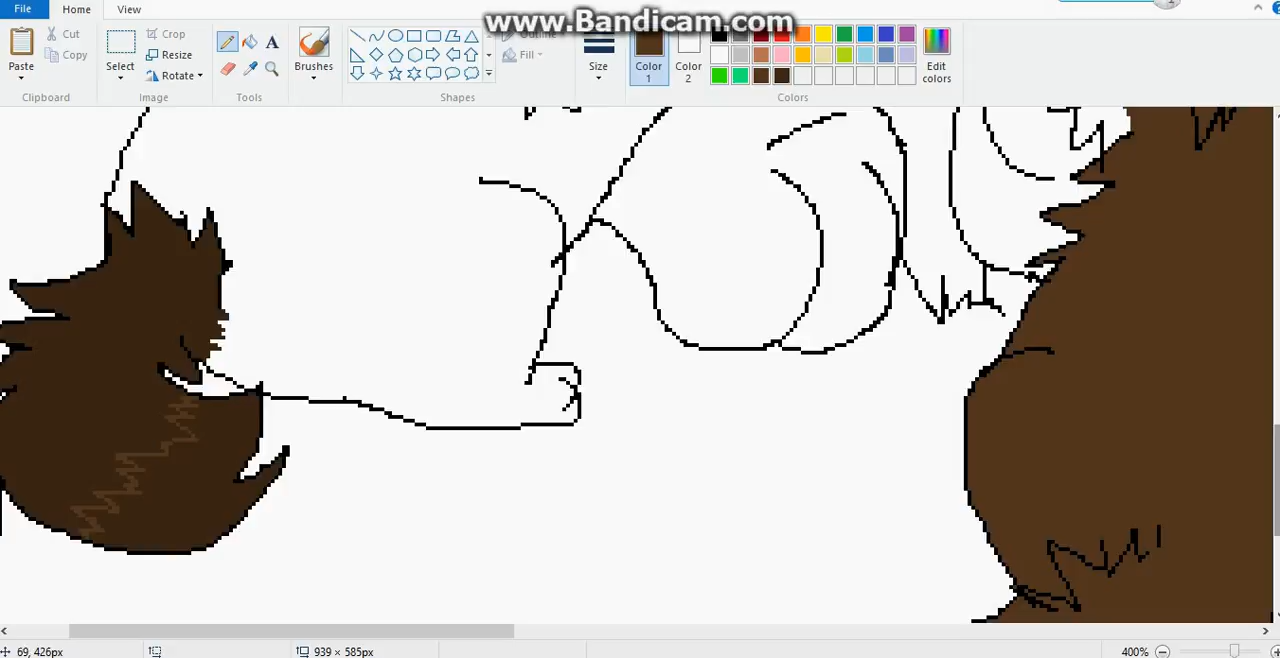 www.Bandicam.com
File Home View
Paste
Cut
Copy
Clipboard
Select
Crop
Resize
Rotate
Image
A
Tools
Brushes
Outline
Fill
Shapes
Size
Color 1
Color 2
Edit colors
Colors
69, 426px
939 × 585px
400%